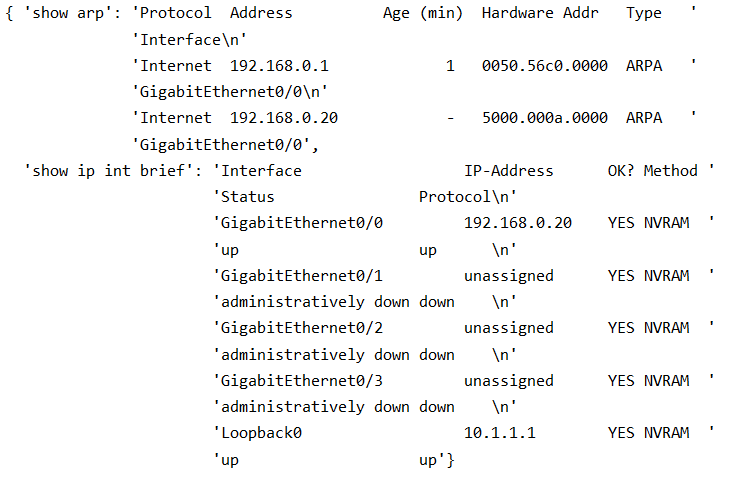 { 'show arp': 'Protocol  Address          Age (min)  Hardware Addr   Type   '
              'Interface\n'
              'Internet  192.168.0.1             1   0050.56c0.0000  ARPA   '
              'GigabitEthernet0/0\n'
              'Internet  192.168.0.20            -   5000.000a.0000  ARPA   '
              'GigabitEthernet0/0',
  'show ip int brief': 'Interface                  IP-Address      OK? Method '
                       'Status                Protocol\n'
                       'GigabitEthernet0/0         192.168.0.20    YES NVRAM  '
                       'up                    up      \n'
                       'GigabitEthernet0/1         unassigned      YES NVRAM  '
                       'administratively down down    \n'
                       'GigabitEthernet0/2         unassigned      YES NVRAM  '
                       'administratively down down    \n'
                       'GigabitEthernet0/3         unassigned      YES NVRAM  '
                       'administratively down down    \n'
                       'Loopback0                  10.1.1.1        YES NVRAM  '
                       'up                    up'}